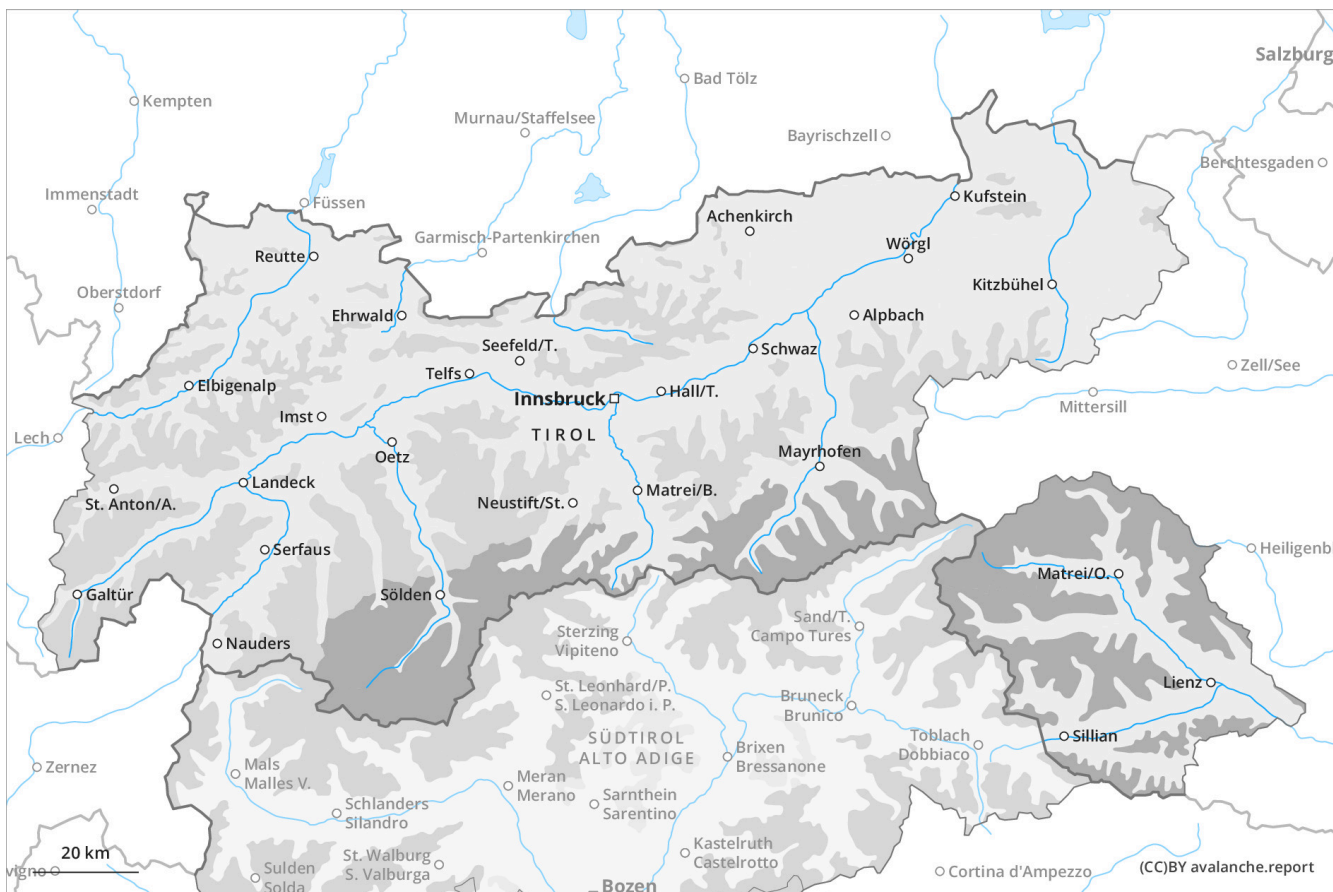 Salzburg
Bad Tölz
Kempten
Murnau/Staffelsee
Bayrischzell
Berchtesgaden
Immenstadt
Füssen
Kufstein
Achenkirch
Garmisch-Partenkirchen
Wörgl
Reutte
Kitzbühel
Oberstdorf
Ehrwald
Alpbach
Seefeld/T.
Schwaz
Zell/See
Telfs
Elbigenalp
Innsbruck
Hall/T.
Mittersill
Imst
Lech
TIROL
Oetz
Mayrhofen
Landeck
Matrei/B.
St. Anton/A.
Neustift/St.
Serfaus
Heiligenb
Matrei/O.
Galtür
Sölden
Sand/T.
Campo Tures
Sterzing
Vipiteno
Nauders
Lienz
St. Leonhard/P.
S. Leonardo i. P.
Bruneck
Brunico
Sillian
SÜDTIROL
ALTO ADIGE
Toblach
Dobbiaco
Brixen
Bressanone
Zernez
Mals
Malles V.
Meran
Merano
Schlanders
Silandro
Sarnthein
Sarentino
20 km
Kastelruth
Castelrotto
St. Walburg
S. Valburga
vigno
Sulden
Solda
Cortina d'Ampezzo
(CC)BY avalanche.report
Bozen